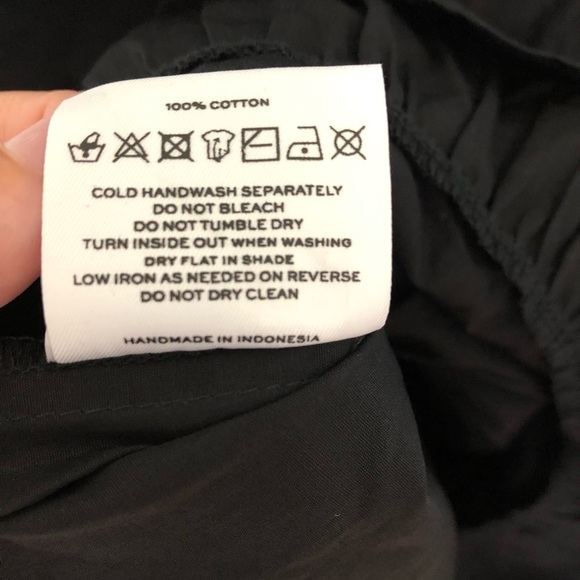 100% COTTON
COLD HANDWASH SEPARATELY
DO NOT BLEACH
DO NOT TUMBLE DRY
TURN INSIDE OUT WHEN WASHING
DRY FLAT IN SHADE
LOW IRON AS NEEDED ON REVERSE
DO NOT DRY CLEAN
HANDMADE IN INDONESIA